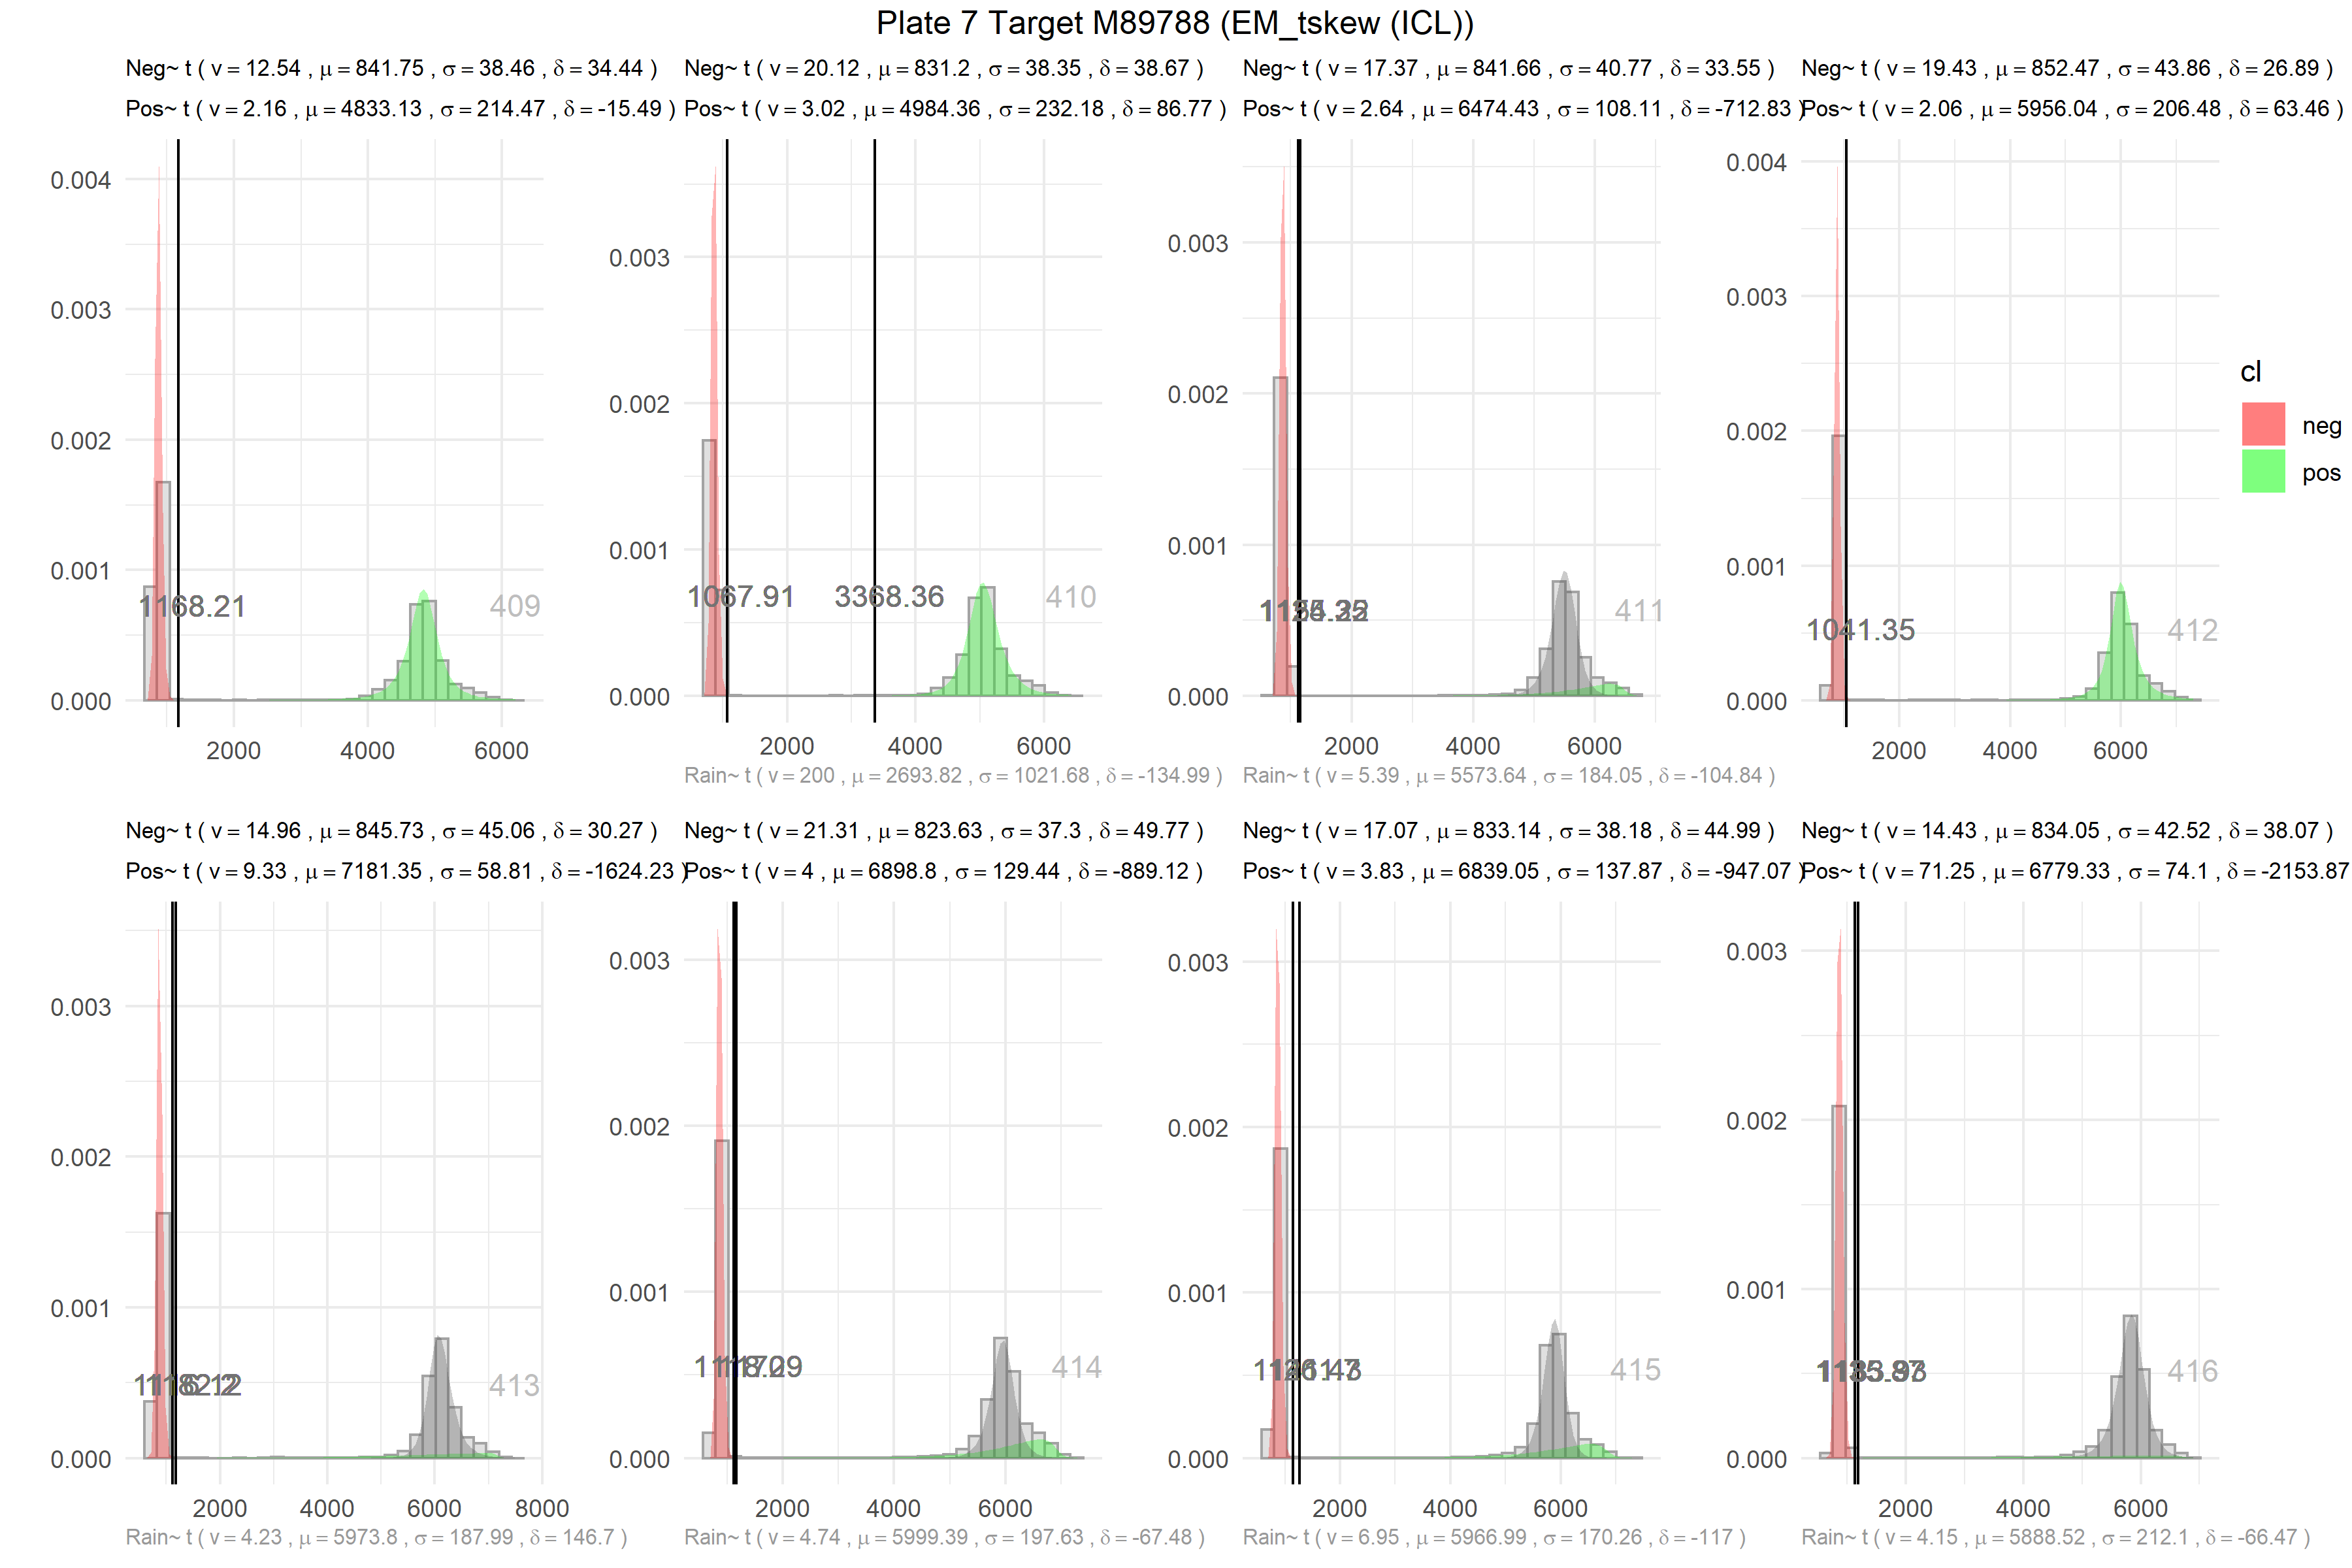 Plate 7 Target M89788 (EM_tskew (ICL))
Neg~ t ( ν = 12.54 , μ = 841.75 , σ = 38.46 , δ = 34.44 )
Pos~ t ( ν = 2.16 , μ = 4833.13 , σ = 214.47 , δ = -15.49 )
0.004
0.003
0.002
0.001
0.000
1168.21
409
2000 4000 6000
Neg~ t ( ν = 20.12 , μ = 831.2 , σ = 38.35 , δ = 38.67 )
Pos~ t ( ν = 3.02 , μ = 4984.36 , σ = 232.18 , δ = 86.77 )
0.003
0.002
0.001
0.000
1067.91 3368.36
410
2000 4000 6000
Rain~ t ( ν = 200 , μ = 2693.82 , σ = 1021.68 , δ = -134.99 )
Neg~ t ( ν = 17.37 , μ = 841.66 , σ = 40.77 , δ = 33.55 )
Pos~ t ( ν = 2.64 , μ = 6474.43 , σ = 108.11 , δ = -712.83 )
0.003
0.002
0.001
0.000
411
2000 4000 6000
Rain~ t ( ν = 5.39 , μ = 5573.64 , σ = 184.05 , δ = -104.84 )
Neg~ t ( ν = 19.43 , μ = 852.47 , σ = 43.86 , δ = 26.89 )
Pos~ t ( ν = 2.06 , μ = 5956.04 , σ = 206.48 , δ = 63.46 )
0.004
0.003
0.002
0.001
0.000
1041.35
412
2000 4000 6000
cl
neg
pos
Neg~ t ( ν = 14.96 , μ = 845.73 , σ = 45.06 , δ = 30.27 )
Pos~ t ( ν = 9.33 , μ = 7181.35 , σ = 58.81 , δ = -1624.23 )
0.003
0.002
0.001
0.000
413
2000 4000 6000 8000
Rain~ t ( ν = 4.23 , μ = 5973.8 , σ = 187.99 , δ = 146.7 )
Neg~ t ( ν = 21.31 , μ = 823.63 , σ = 37.3 , δ = 49.77 )
Pos~ t ( ν = 4 , μ = 6898.8 , σ = 129.44 , δ = -889.12 )
0.003
0.002
0.001
0.000
414
2000 4000 6000
Rain~ t ( ν = 4.74 , μ = 5999.39 , σ = 197.63 , δ = -67.48 )
Neg~ t ( ν = 17.07 , μ = 833.14 , σ = 38.18 , δ = 44.99 )
Pos~ t ( ν = 3.83 , μ = 6839.05 , σ = 137.87 , δ = -947.07 )
0.003
0.002
0.001
0.000
415
2000 4000 6000
Rain~ t ( ν = 6.95 , μ = 5966.99 , σ = 170.26 , δ = -117 )
Neg~ t ( ν = 14.43 , μ = 834.05 , σ = 42.52 , δ = 38.07 )
Pos~ t ( ν = 71.25 , μ = 6779.33 , σ = 74.1 , δ = -2153.87
0.003
0.002
0.001
0.000
416
2000 4000 6000
Rain~ t ( ν = 4.15 , μ = 5888.52 , σ = 212.1 , δ = -66.47 )